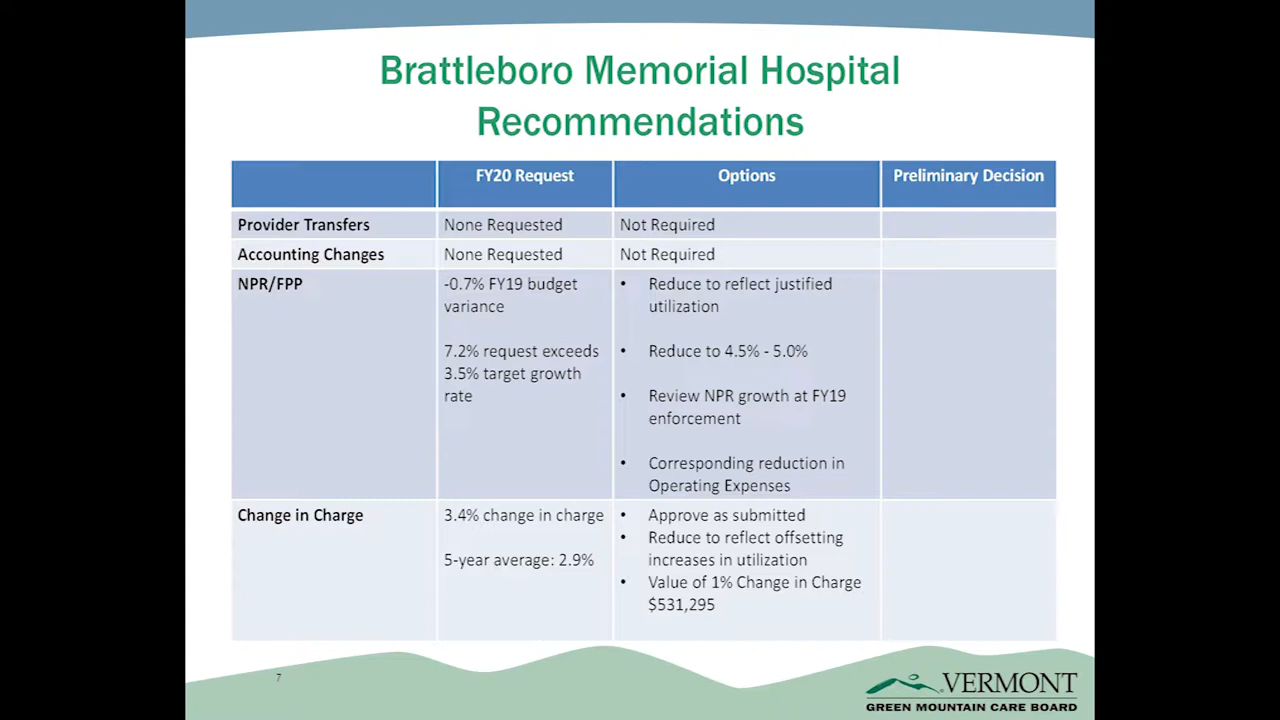 Brattleboro Memorial Hospital
Recommendations
FY20 Request
Options
Preliminary Decision
Provider Transfers
None Requested
Not Required
Accounting Changes
None Requested
Not Required
NPR/FPP
-0.7% FY19 budget
variance
7.2% request exceeds
3.5% target growth
rate
• Reduce to reflect justified
utilization
• Reduce to 4.5% - 5.0%
• Review NPR growth at FY19
enforcement
• Corresponding reduction in
Operating Expenses
Change in Charge
3.4% change in charge
5-year average: 2.9%
• Approve as submitted
• Reduce to reflect offsetting
increases in utilization
• Value of 1% Change in Charge
$531,295
7
VERMONT
GREEN MOUNTAIN CARE BOARD